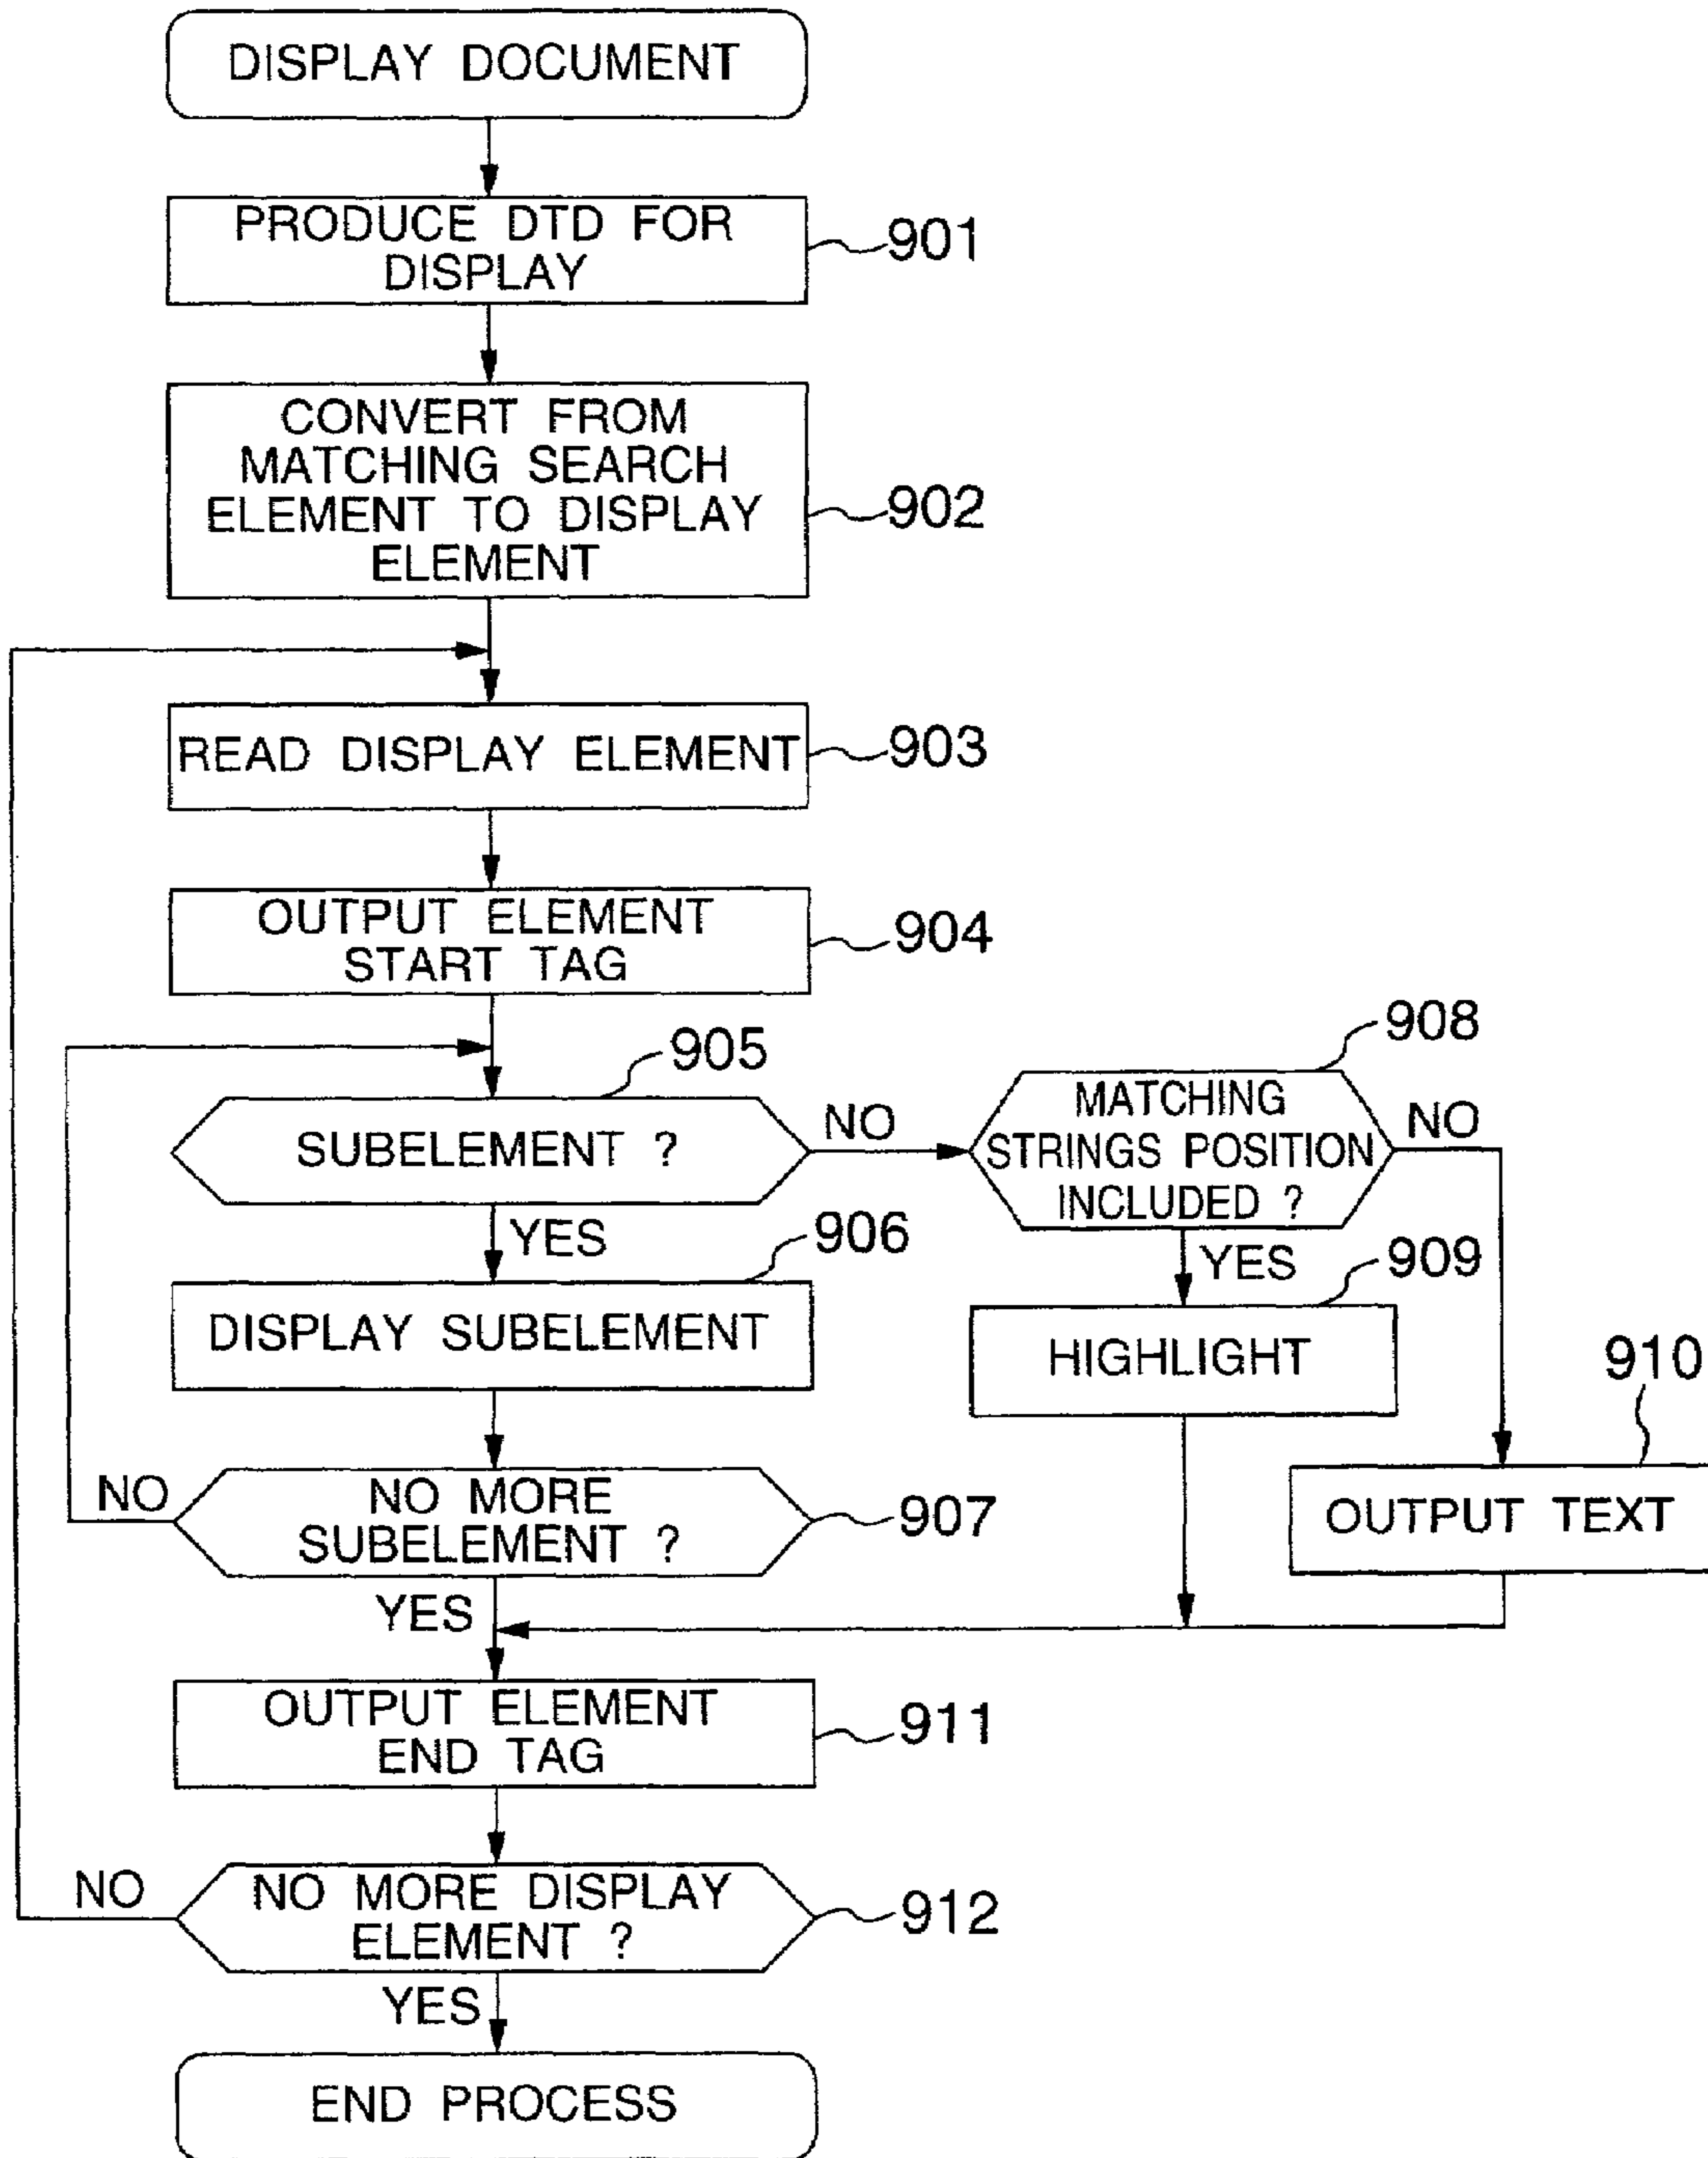 DISPLAY DOCUMENT
PRODUCE DTD FOR
DISPLAY
901
CONVERT FROM
MATCHING SEARCH
ELEMENT TO DISPLAY
ELEMENT
902
READ DISPLAY ELEMENT
903
OUTPUT ELEMENT
START TAG
904
905
SUBELEMENT ?
NO
YES
908
MATCHING
STRINGS POSITION
INCLUDED ?
NO
YES
906
DISPLAY SUBELEMENT
909
HIGHLIGHT
910
OUTPUT TEXT
NO
NO MORE
SUBELEMENT ?
907
YES
OUTPUT ELEMENT
END TAG
911
NO
NO MORE DISPLAY
ELEMENT ?
912
YES
END PROCESS